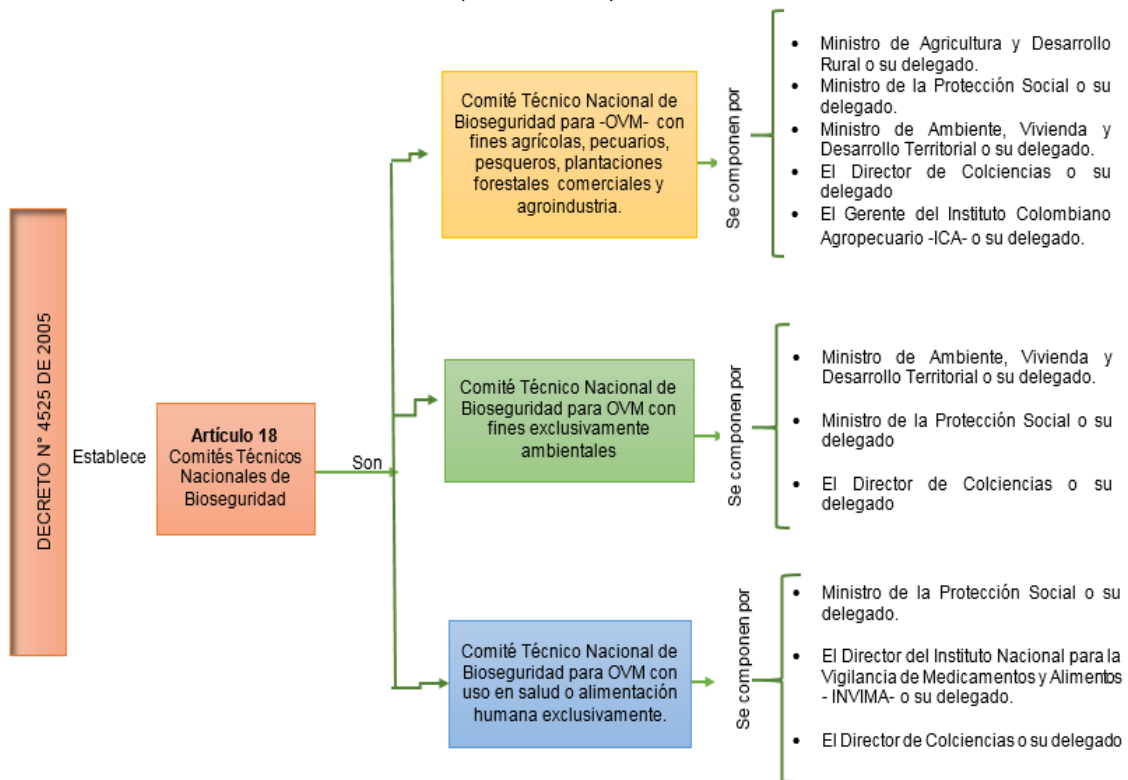 DECRETO N° 4525 DE 2005
Establece
Artículo 18
Comités Técnicos
Nacionales de
Bioseguridad
Son
Comité Técnico Nacional de
Bioseguridad para -OVM- con
fines agrícolas, pecuarios,
pesqueros, plantaciones
forestales comerciales y
agroindustria.
Se componen por
• Ministro de Agricultura y Desarrollo
Rural o su delegado.
• Ministro de la Protección Social o su
delegado.
• Ministro de Ambiente, Vivienda y
Desarrollo Territorial o su delegado.
• El Director de Colciencias o su
delegado
• El Gerente del Instituto Colombiano
Agropecuario -ICA- o su delegado.
Comité Técnico Nacional de
Bioseguridad para OVM con
fines exclusivamente
ambientales
Se componen por
• Ministro de Ambiente, Vivienda y
Desarrollo Territorial o su delegado.
• Ministro de la Protección Social o su
delegado
• El Director de Colciencias o su
delegado
Comité Técnico Nacional de
Bioseguridad para OVM con
uso en salud o alimentación
humana exclusivamente.
Se componen por
• Ministro de la Protección Social o su
delegado.
• El Director del Instituto Nacional para la
Vigilancia de Medicamentos y Alimentos
- INVIMA- o su delegado.
• El Director de Colciencias o su delegado